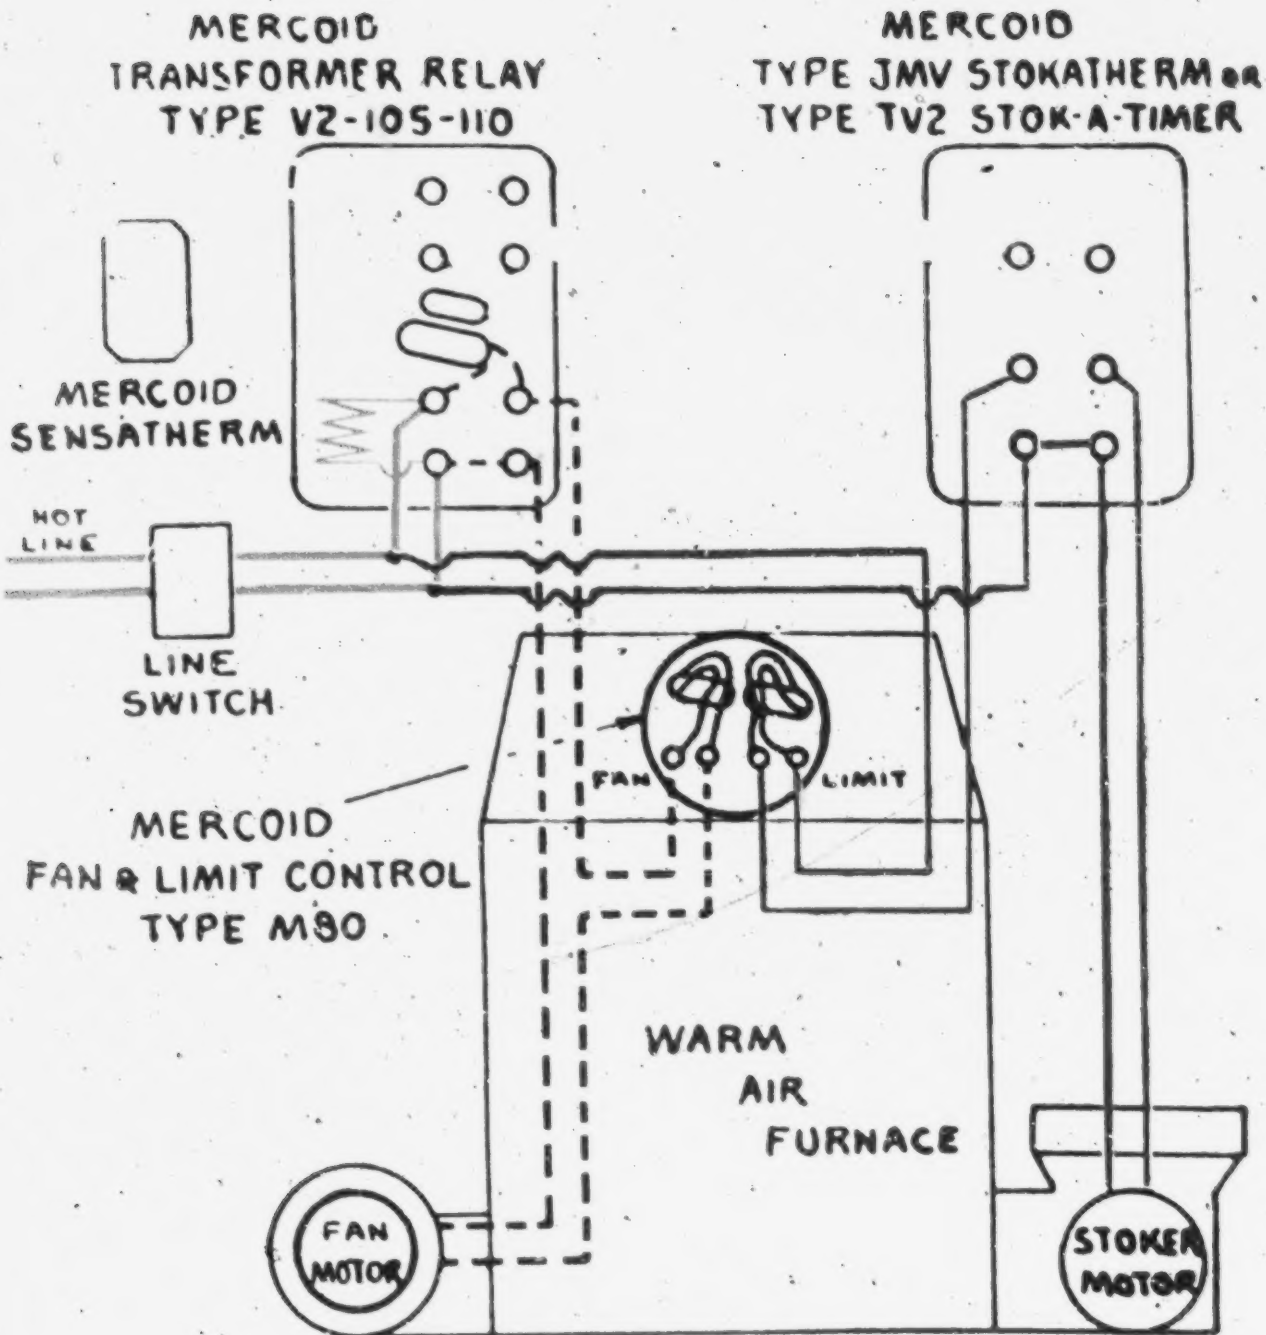 MERCOID
TRANSFORMER RELAY
TYPE V2-105-110
MERCOID
TYPE JMV STOKATHERM OR
TYPE TV2 STOK-A-TIMER
MERCOID
SENSATHERM
HOT
LINE
LINE
SWITCH
FAN
LIMIT
MERCOID
FAN & LIMIT CONTROL
TYPE M80
WARM
AIR
FURNACE
FAN
MOTOR
STOKER
MOTOR